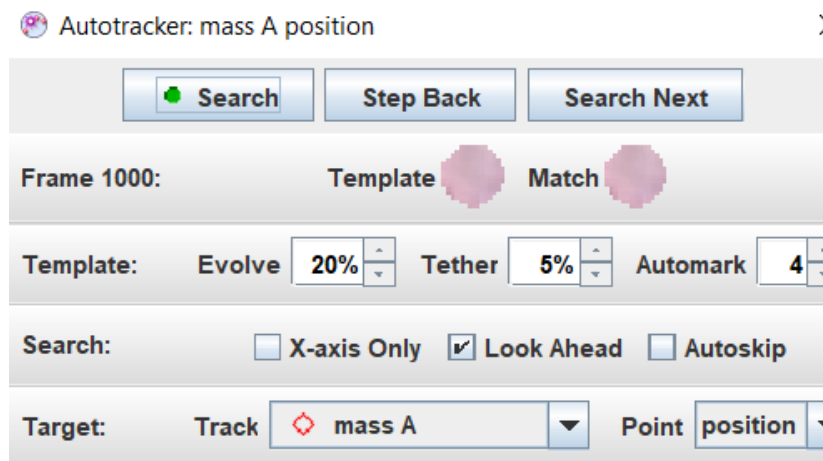 Autotracker: mass A position
Search Step Back Search Next
Frame 1000: Template Match
Template: Evolve 20% Tether 5% Automark 4
Search: X-axis Only Look Ahead Autoskip
Target: Track mass A Point position